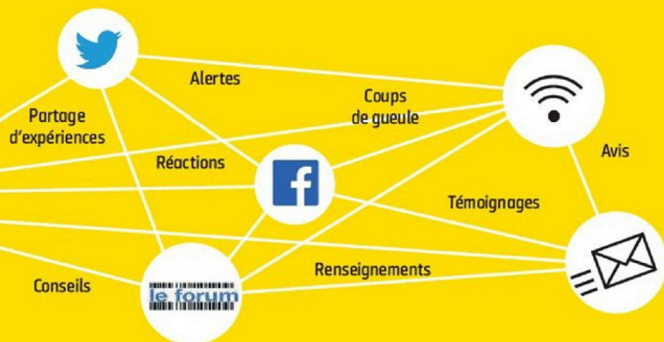 Alertes
Coups
de gueule
Partage
d'expériences
Réactions
Avis
Témoignages
Renseignements
Conseils
le forum